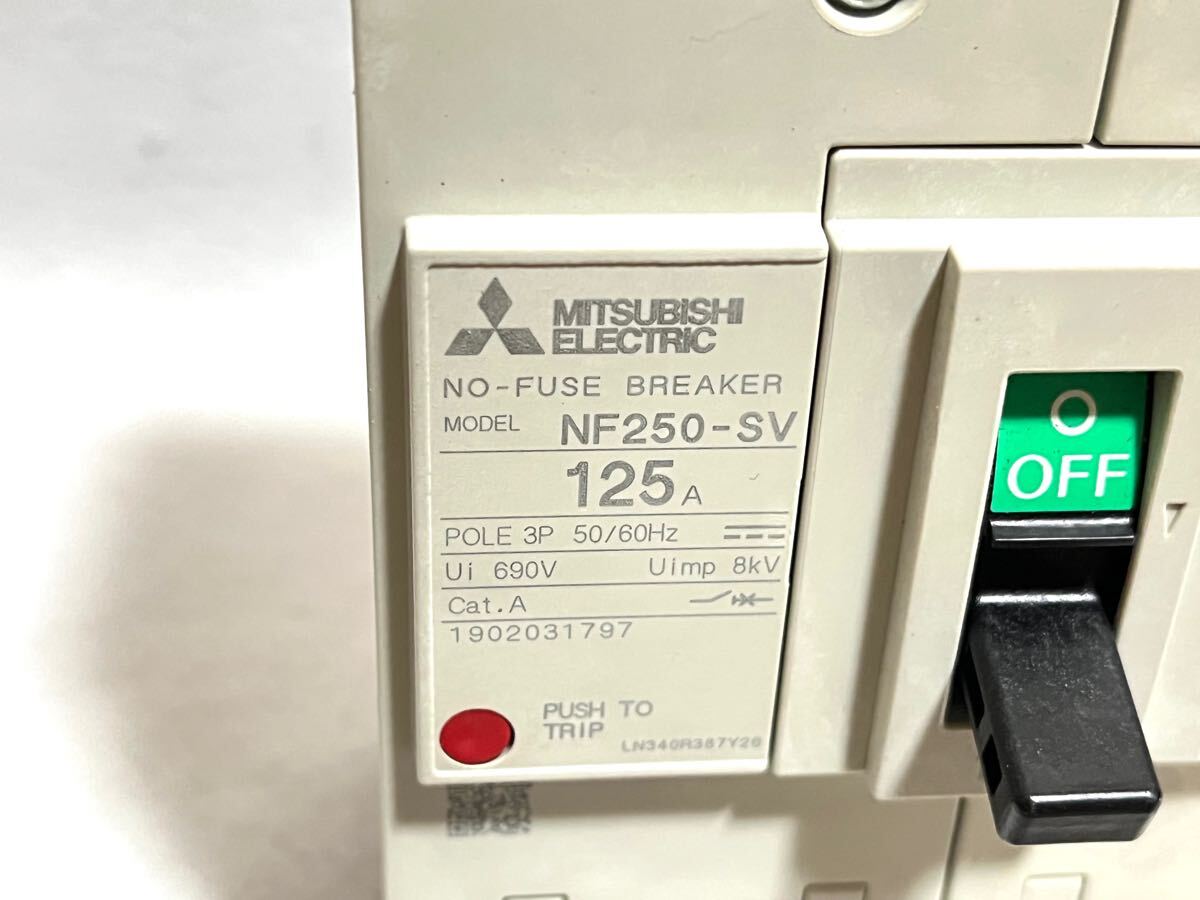 MITSUBISHI
ELECTRIC
NO-FUSE BREAKER
MODEL NF250-SV
125 A
POLE 3P 50/60Hz
Ui 690V Uimp 8kV
Cat.A
1902031797
PUSH TO
TRIP
LN340R387Y20
O
OFF